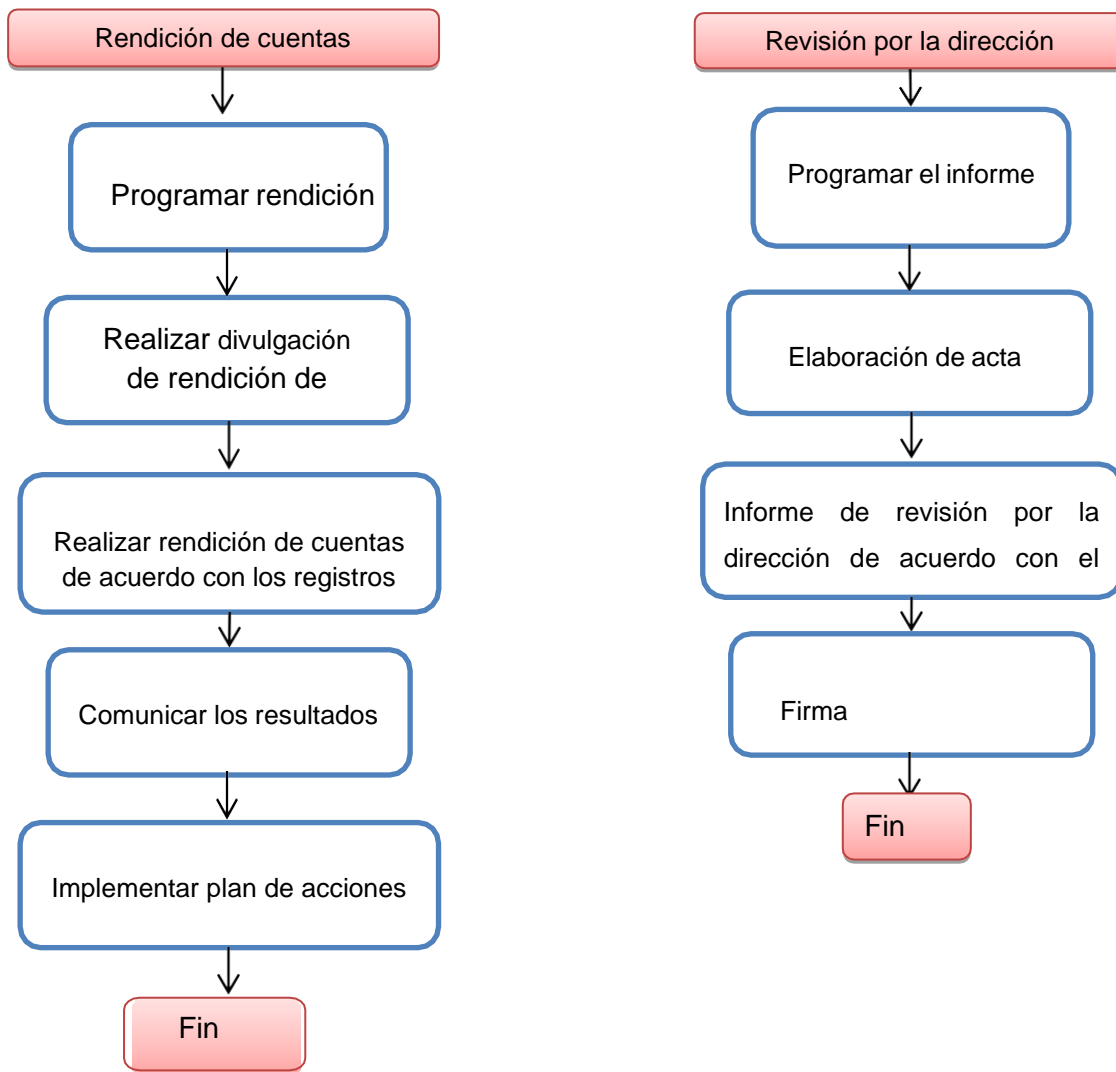 Rendición de cuentas
Programar rendición
Realizar divulgación
de rendición de
Realizar rendición de cuentas
de acuerdo con los registros
Comunicar los resultados
Implementar plan de acciones
Fin
Revisión por la dirección
Programar el informe
Elaboración de acta
Informe de revisión por la
dirección de acuerdo con el
Firma
Fin